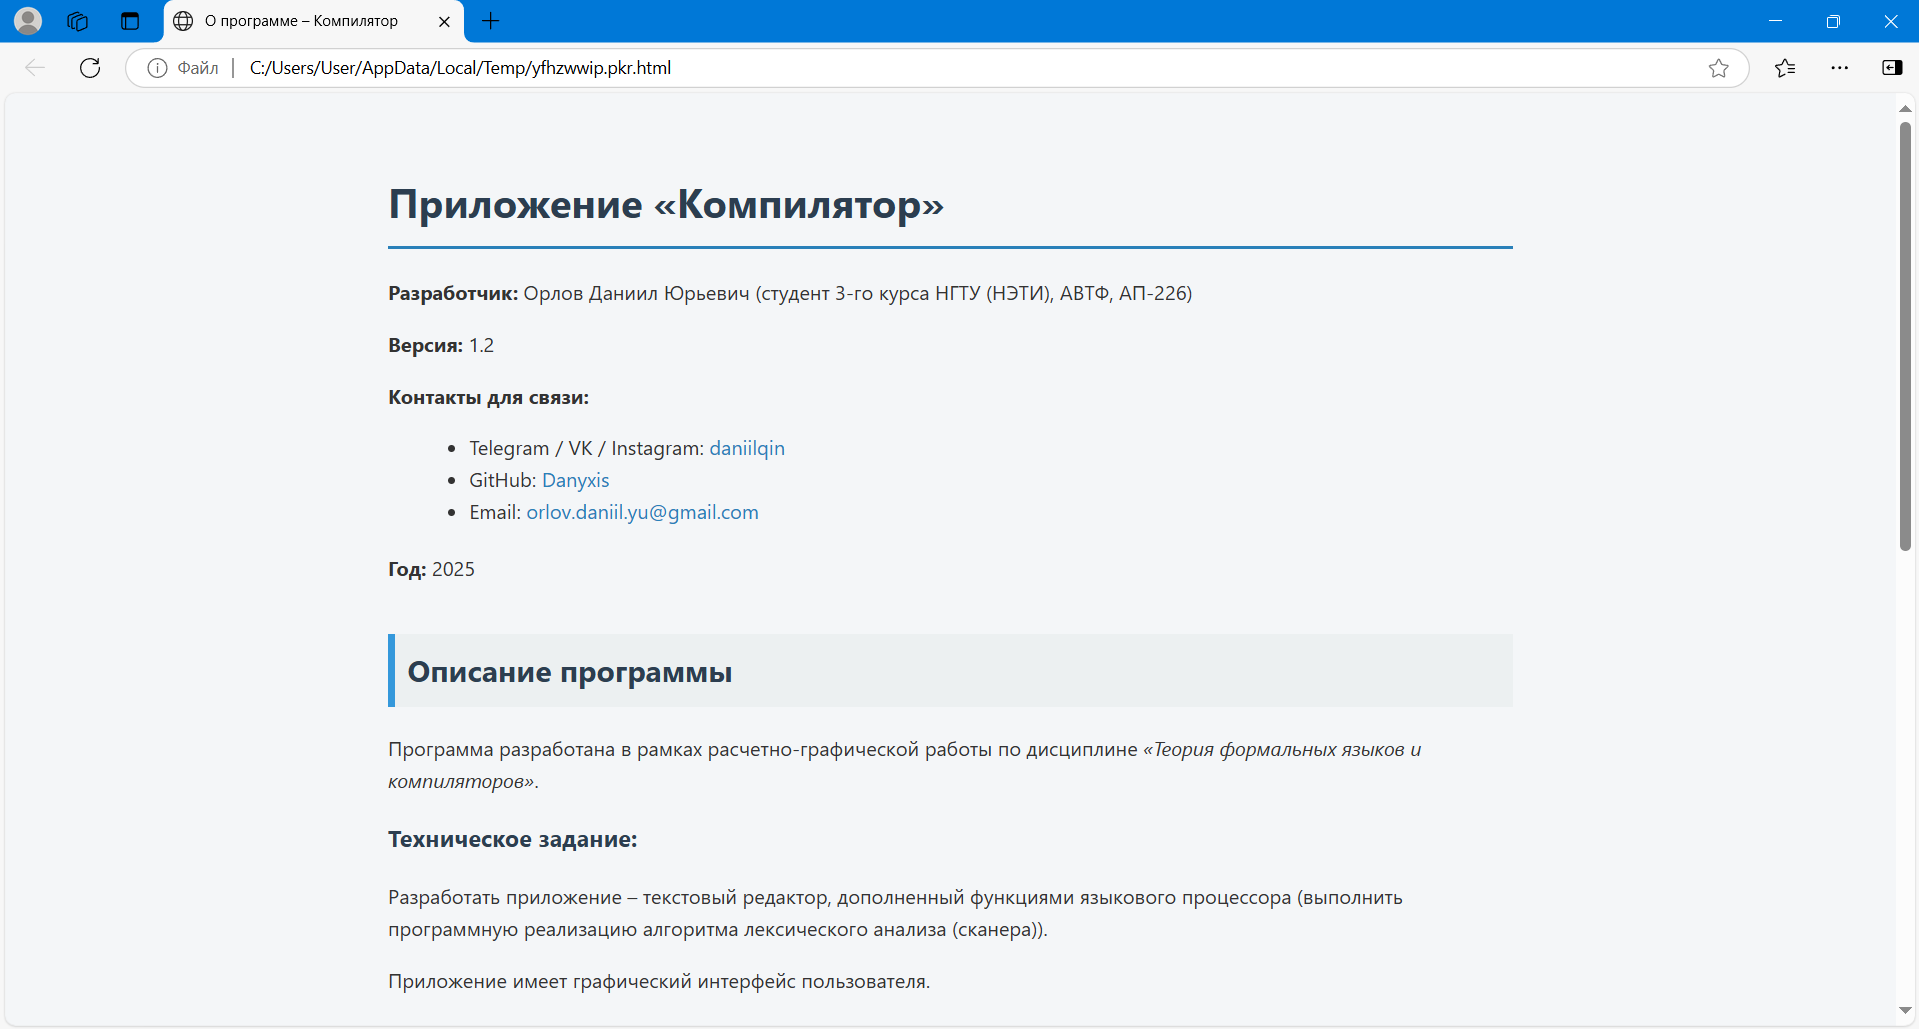 О программе – Компилятор
Файл
C:/Users/User/AppData/Local/Temp/yfhzwwip.pkr.html
Приложение «Компилятор»
Разработчик: Орлов Даниил Юрьевич (студент 3-го курса НГТУ (НЭТИ), АВТФ, АП-226)
Версия: 1.2
Контакты для связи:
Telegram / VK / Instagram: daniilqin
GitHub: Danyxis
Email: orlov.daniil.yu@gmail.com
Год: 2025
Описание программы
Программа разработана в рамках расчетно-графической работы по дисциплине «Теория формальных языков и
компиляторов».
Техническое задание:
Разработать приложение – текстовый редактор, дополненный функциями языкового процессора (выполнить
программную реализацию алгоритма лексического анализа (сканера)).
Приложение имеет графический интерфейс пользователя.